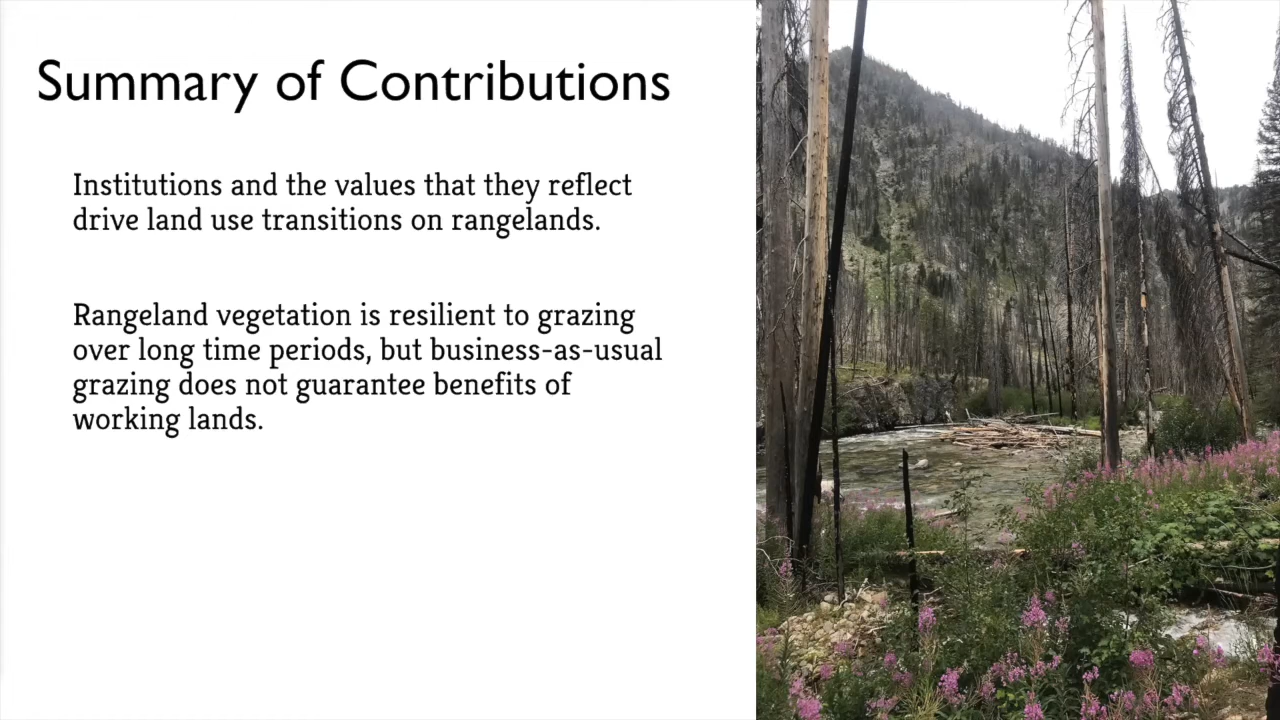 Summary of Contributions
Institutions and the values that they reflect
drive land use transitions on rangelands.
Rangeland vegetation is resilient to grazing
over long time periods, but business-as-usual
grazing does not guarantee benefits of
working lands.